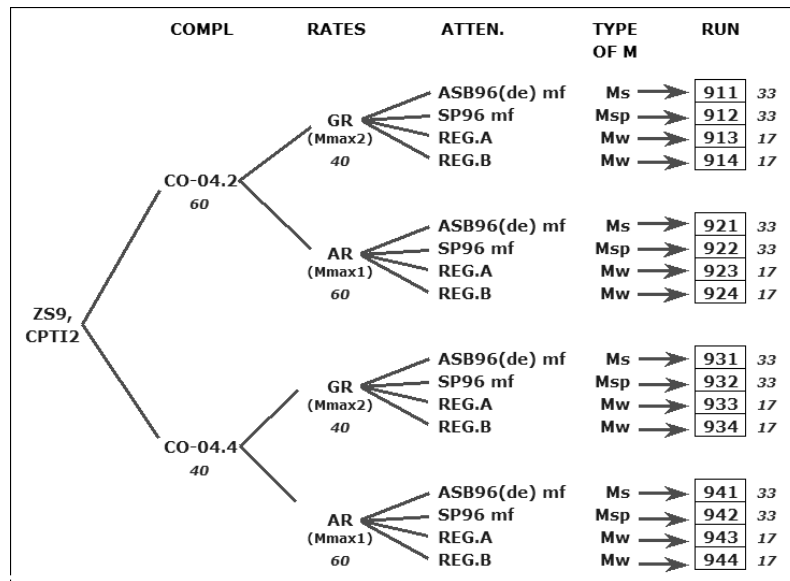 COMPL RATES ATTEN. TYPE OF M RUN
ASB96(de) mf Ms 911 33
GR SP96 mf Msp 912 33
(Mmax2) REG.A Mw 913 17
40 REG.B Mw 914 17
CO-04.2
60
ASB96(de) mf Ms 921 33
AR SP96 mf Msp 922 33
(Mmax1) REG.A Mw 923 17
60 REG.B Mw 924 17
ZS9,
CPTI2
ASB96(de) mf Ms 931 33
GR SP96 mf Msp 932 33
(Mmax2) REG.A Mw 933 17
40 REG.B Mw 934 17
CO-04.4
40
ASB96(de) mf Ms 941 33
AR SP96 mf Msp 942 33
(Mmax1) REG.A Mw 943 17
60 REG.B Mw 944 17